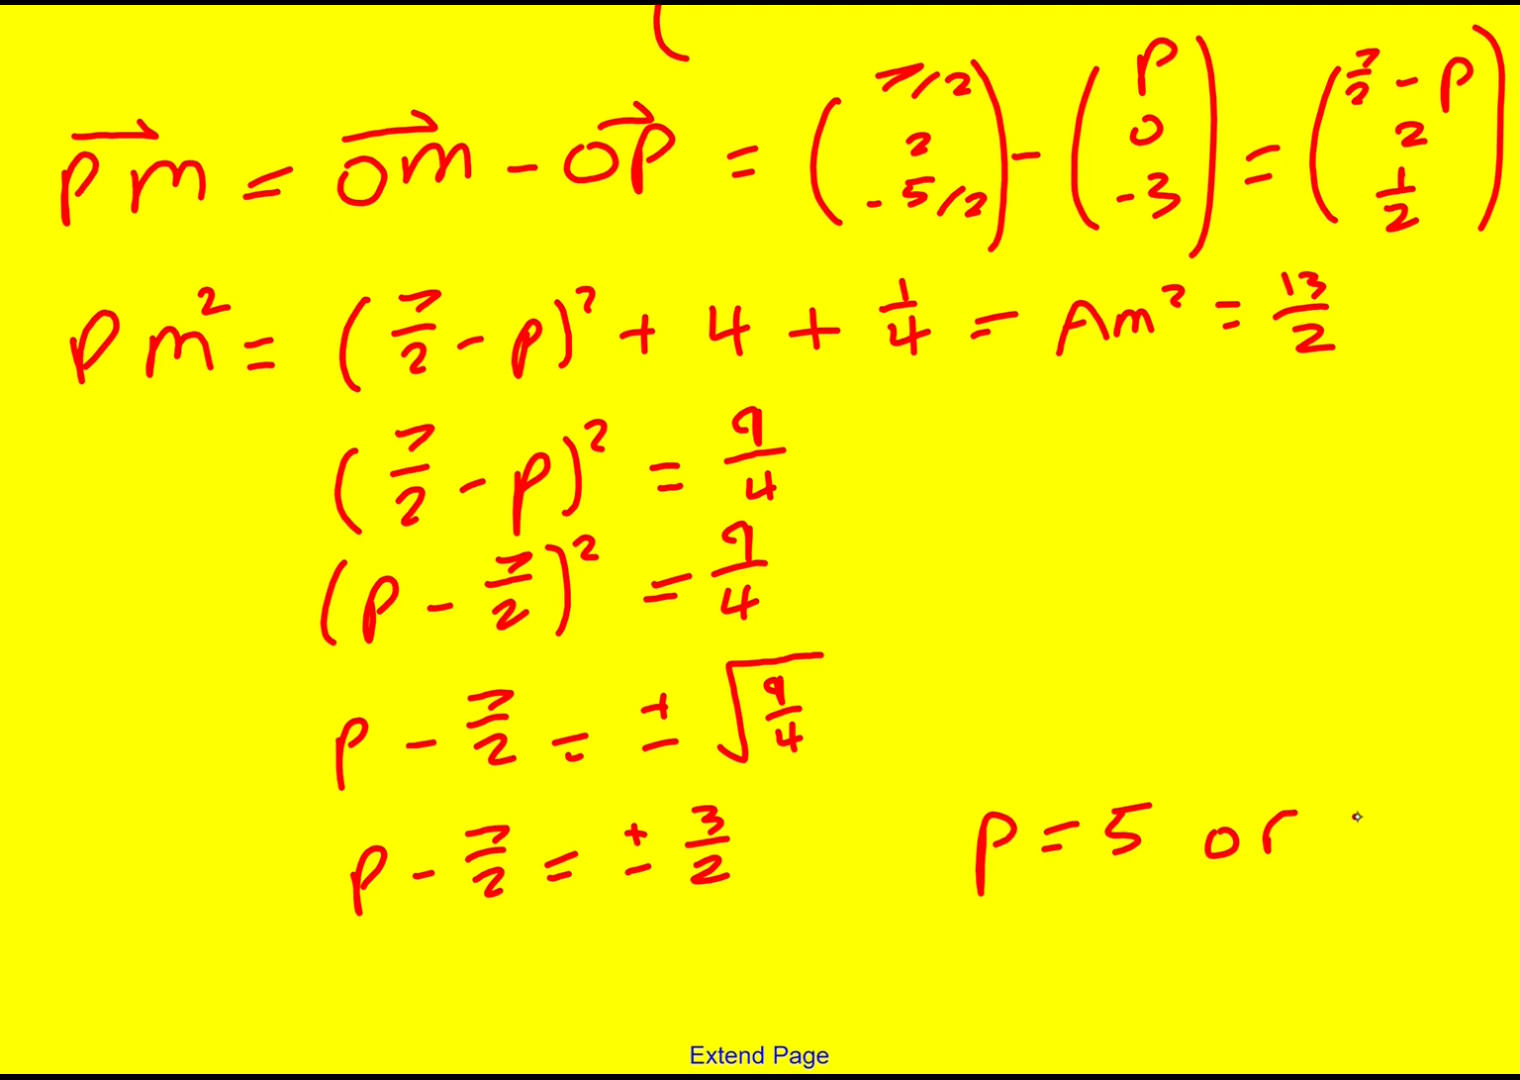 PM = OM - OP = (7/2 2 -5/2) - (p 0 -3) = (7/2 - p 2 1/2)
PM² = (7/2 - p)² + 4 + 1/4 = AM² = 13/2
(7/2 - p)² = 9/4
(p - 7/2)² = 9/4
p - 7/2 = ± √9/4
p - 7/2 = ± 3/2 p = 5 or
Extend Page